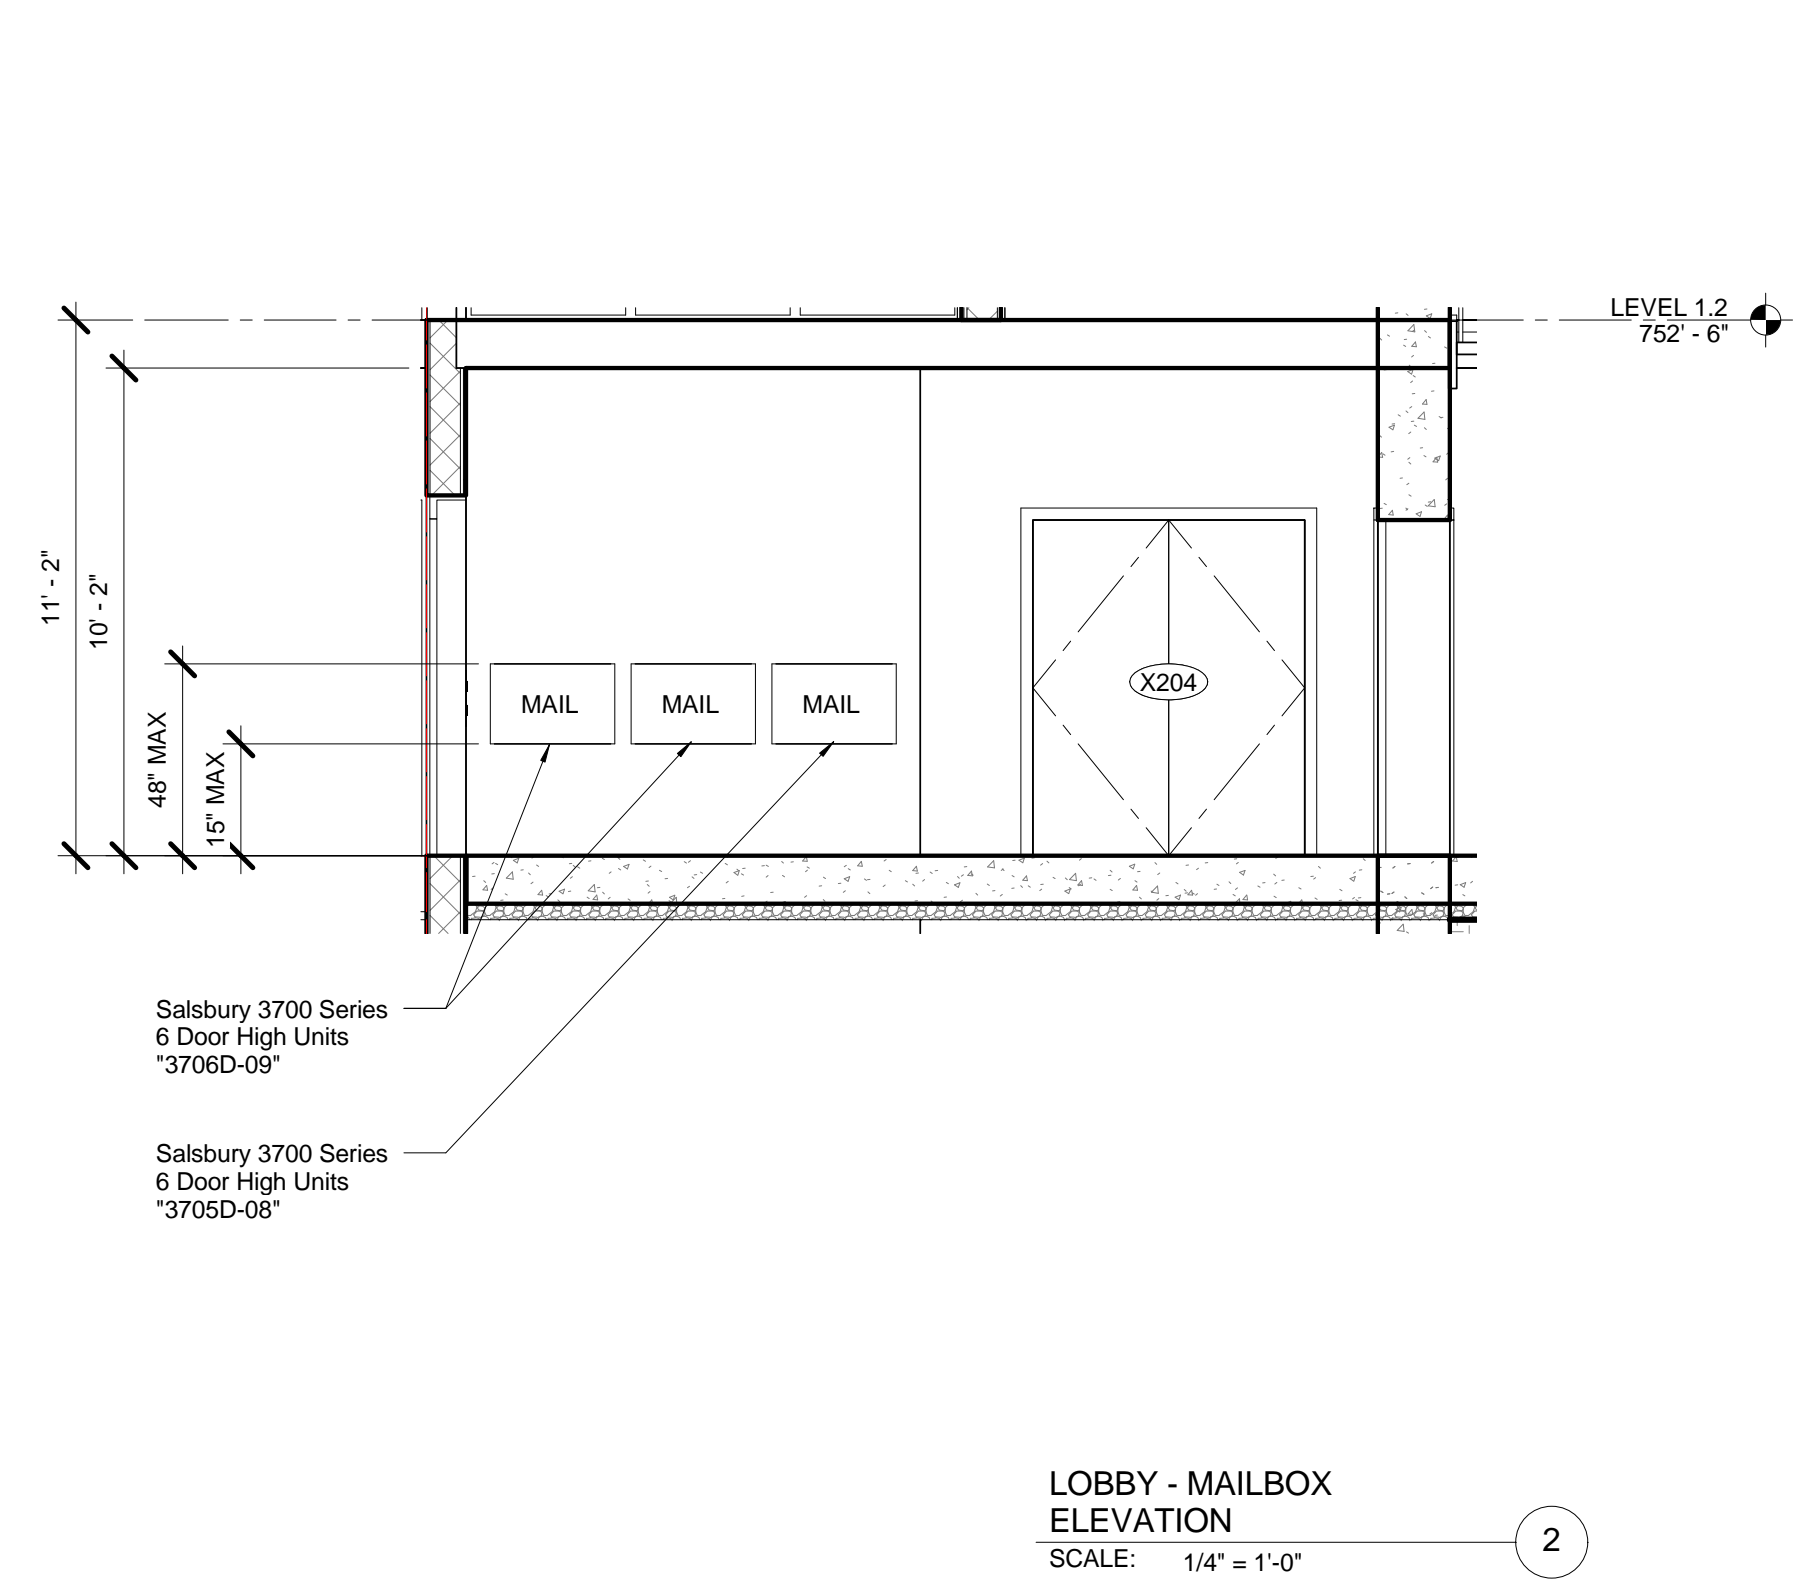 LEVEL 1.2
752' - 6"
11' - 2"
10' - 2"
48" MAX
15" MAX
MAIL
MAIL
MAIL
X204
Salsbury 3700 Series
6 Door High Units
"3706D-09"
Salsbury 3700 Series
6 Door High Units
"3705D-08"
LOBBY - MAILBOX
ELEVATION
2
SCALE: 1/4" = 1'-0"